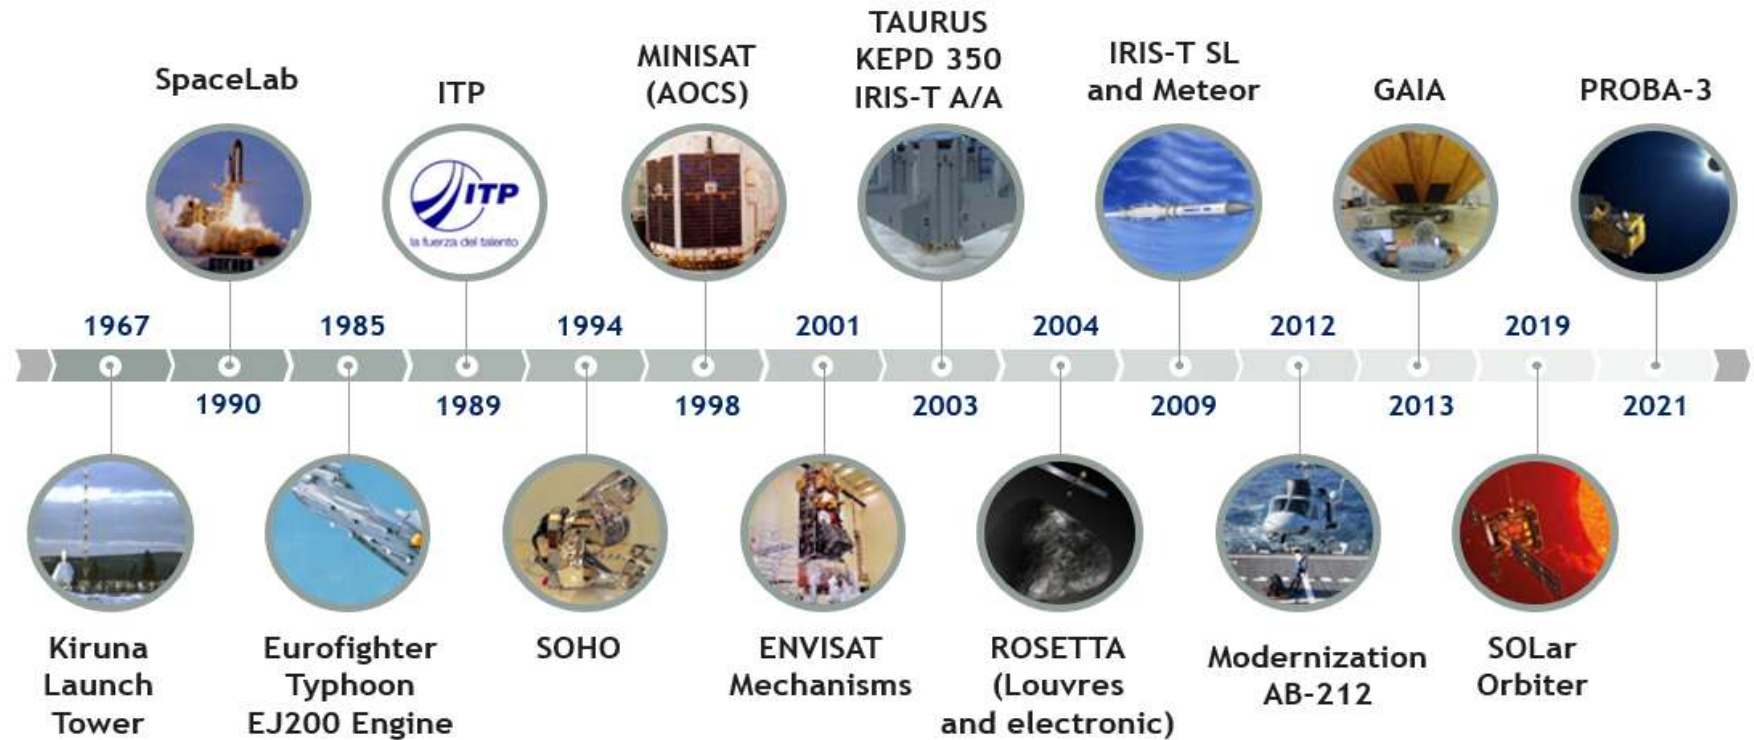 TAURUS
KEPD 350
IRIS-T A/A
MINISAT
(AOCS)
IRIS-T SL
and Meteor
SpaceLab
ITP
GAIA
PROBA-3
ITP
la fuerza del talento
1967
1985
1994
2001
2004
2012
2019
1990
1989
1998
2003
2009
2013
2021
Kiruna
Launch
Tower
Eurofighter
Typhoon
EJ200 Engine
SOHO
ENVISAT
Mechanisms
ROSETTA
(Louvres
and electronic)
Modernization
AB-212
SOLar
Orbiter